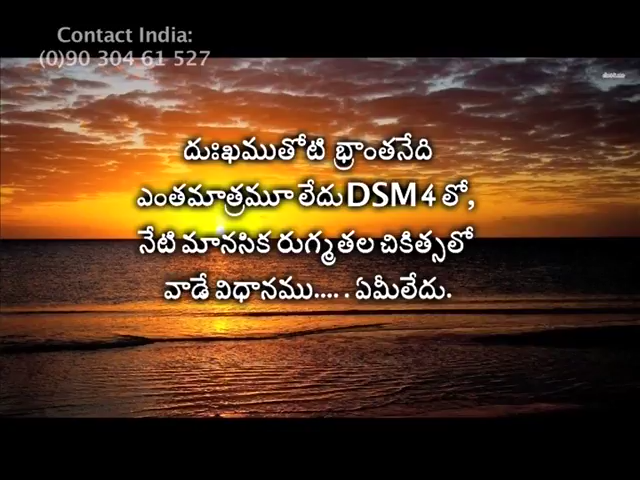 Contact India:
(0)90 304 61 527
దుఃఖముతోటి భ్రాంతనేది
ఎంతమాత్రమూ లేదు DSM 4 లో,
నేటి మానసిక రుగ్మతల చికిత్సలో
వాడే విధానము.... . ఏమీలేదు.